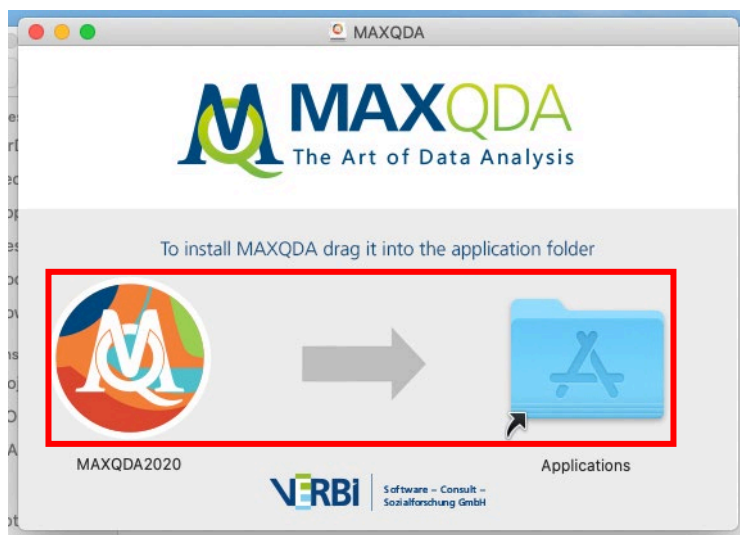 MAXQDA
MAXQDA
The Art of Data Analysis
To install MAXQDA drag it into the application folder
MAXQDA2020
Applications
VERBI
Software – Consult –
Sozialforschung GmbH